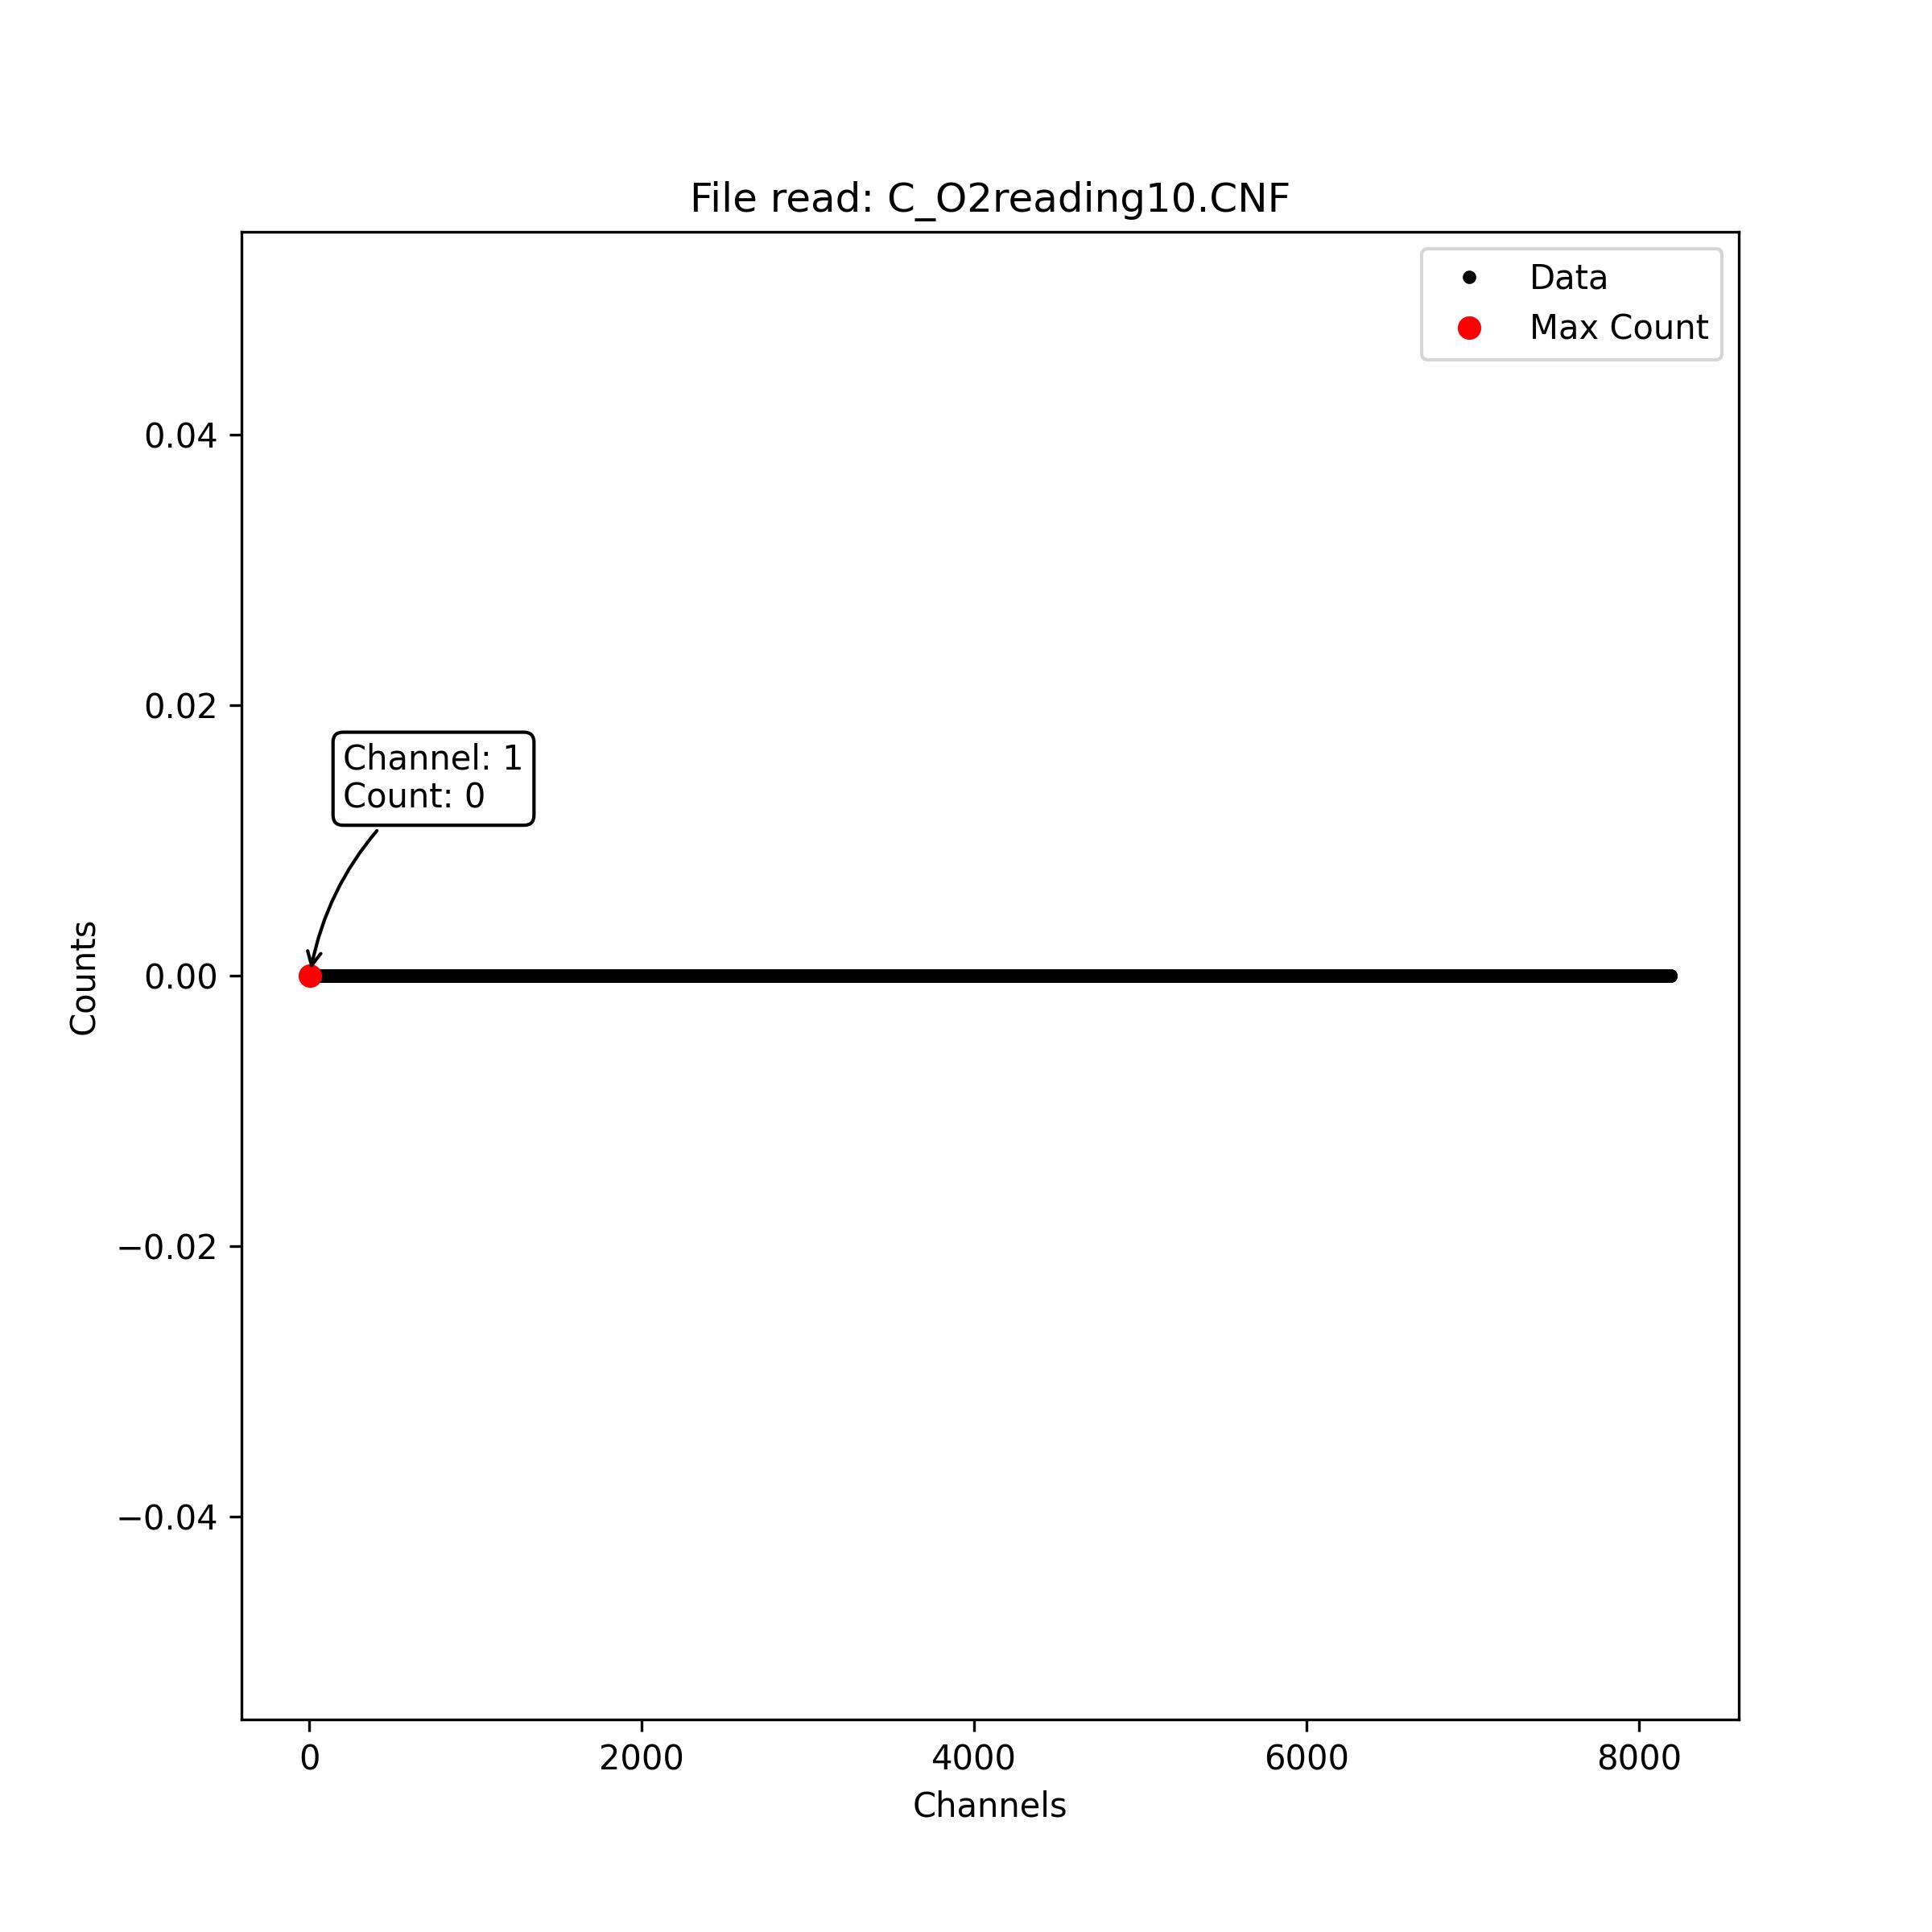 File read: C_O2reading10.CNF
Data
Max Count
0.04
0.02
Channel: 1
Count: 0
0.00
−0.02
−0.04
Counts
0 2000 4000 6000 8000
Channels